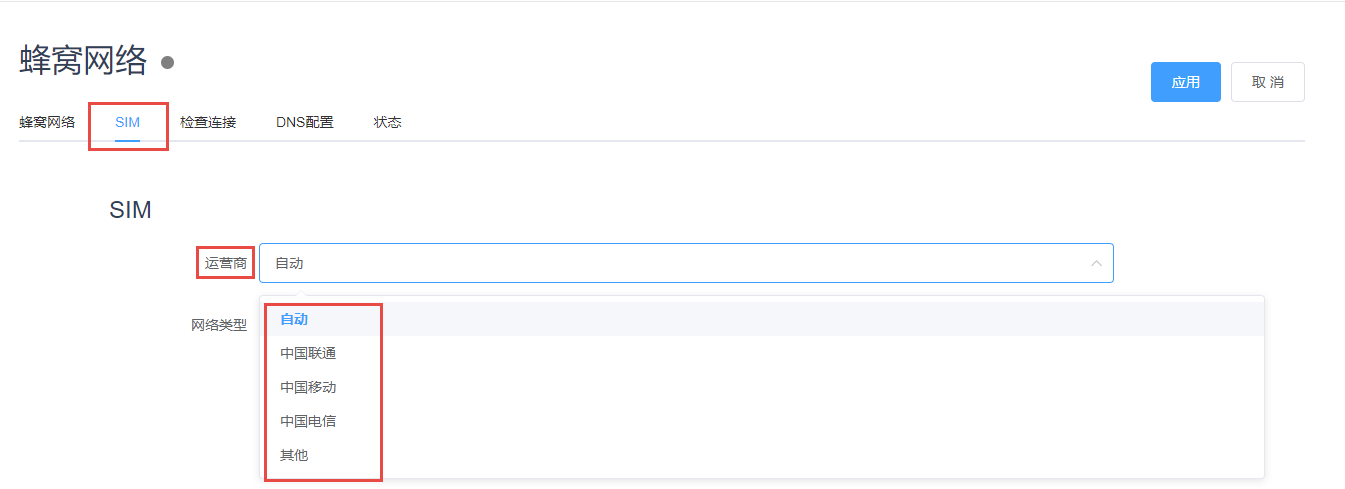 蜂窝网络
应用
取 消
蜂窝网络
SIM
检查连接
DNS配置
状态
SIM
运营商
自动
网络类型
自动
中国联通
中国移动
中国电信
其他